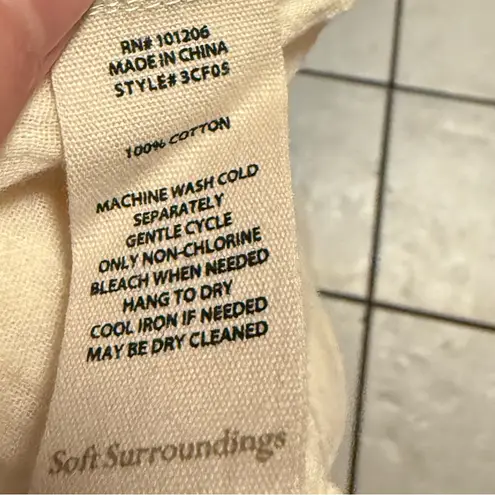 RN# 101206
MADE IN CHINA
STYLE# 3CF05
100% COTTON
MACHINE WASH COLD
SEPARATELY
GENTLE CYCLE
ONLY NON-CHLORINE
BLEACH WHEN NEEDED
HANG TO DRY
COOL IRON IF NEEDED
MAY BE DRY CLEANED
Soft Surroundings